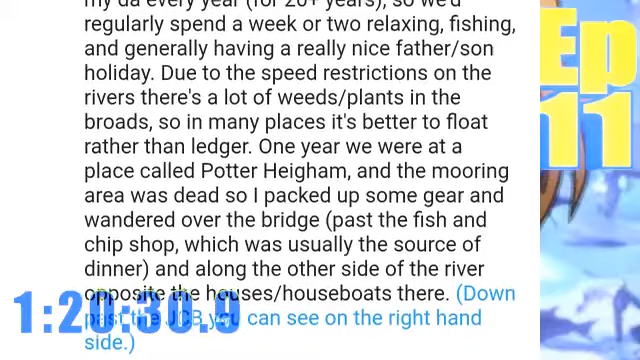 my da every year (for 20+ years), so we'd
regularly spend a week or two relaxing, fishing,
and generally having a really nice father/son
holiday. Due to the speed restrictions on the
rivers there's a lot of weeds/plants in the
broads, so in many places it's better to float
rather than ledger. One year we were at a
place called Potter Heigham, and the mooring
area was dead so I packed up some gear and
wandered over the bridge (past the fish and
chip shop, which was usually the source of
dinner) and along the other side of the river
opposite the houses/houseboats there. (Down
past the JCB you can see on the right hand
side.)
Ep
11
1:20:30.9